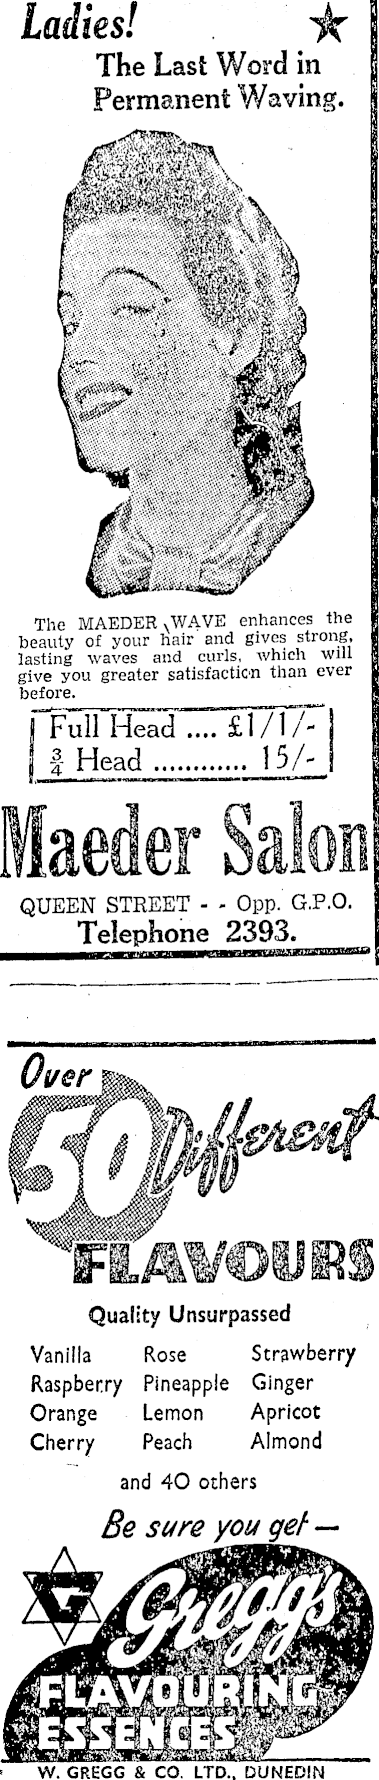 Ladies!
The Last Word in
Permanent Waving.
The MAEDER WAVE enhances the
beauty of your hair and gives strong,
lasting waves and curls, which will
give you greater satisfaction than ever
before.
Full Head .... £1/1/-
¾ Head ............ 15/-
Maeder Salon
QUEEN STREET - - Opp. G.P.O.
Telephone 2393.
Over
50 Different
FLAVOURS
Quality Unsurpassed
Vanilla Rose Strawberry
Raspberry Pineapple Ginger
Orange Lemon Apricot
Cherry Peach Almond
and 40 others
Be sure you get —
G Gregg's
FLAVOURING
ESSENCES
W. GREGG & CO. LTD., DUNEDIN